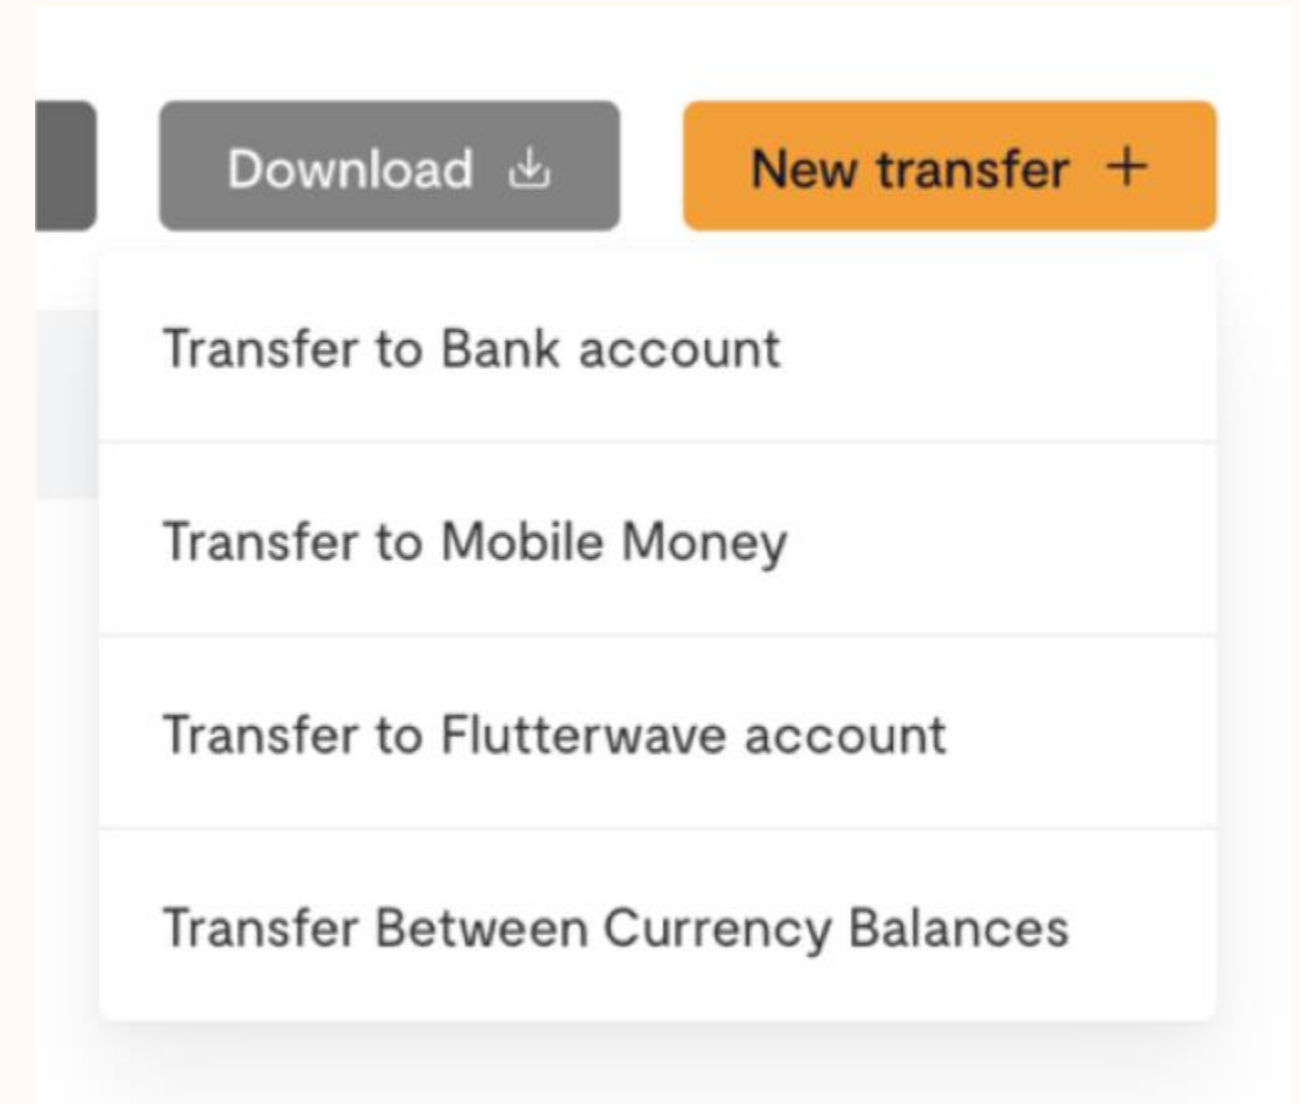 Download
New transfer +
Transfer to Bank account
Transfer to Mobile Money
Transfer to Flutterwave account
Transfer Between Currency Balances